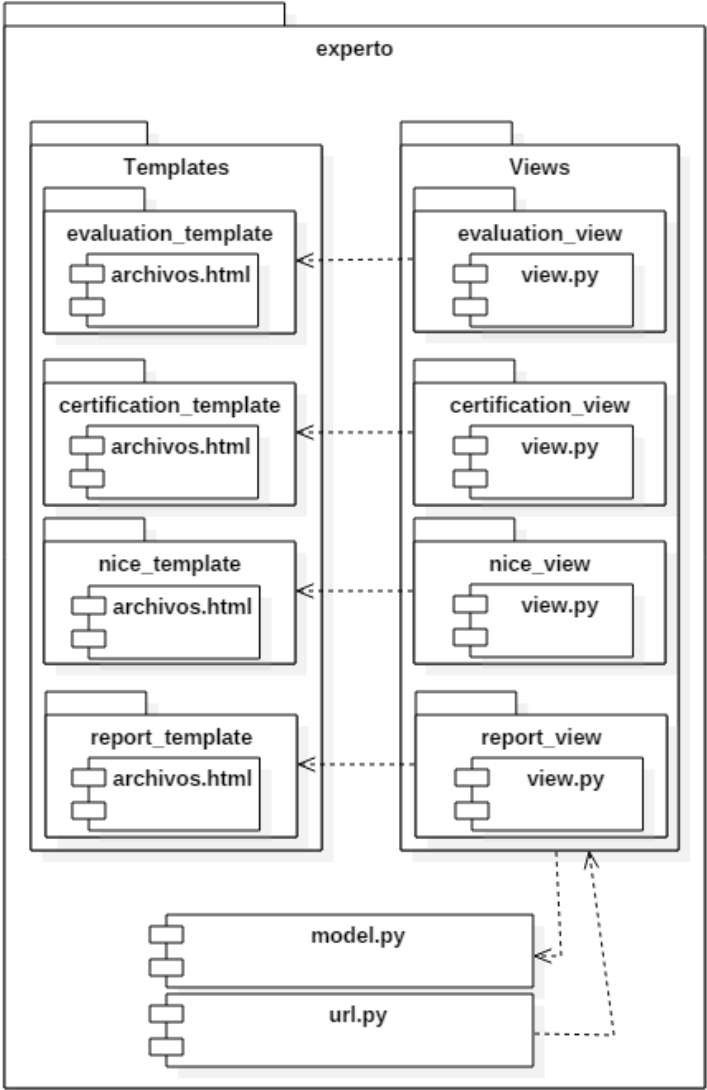 experto
Templates
evaluation_template
archivos.html
certification_template
archivos.html
nice_template
archivos.html
report_template
archivos.html
Views
evaluation_view
view.py
certification_view
view.py
nice_view
view.py
report_view
view.py
model.py
url.py